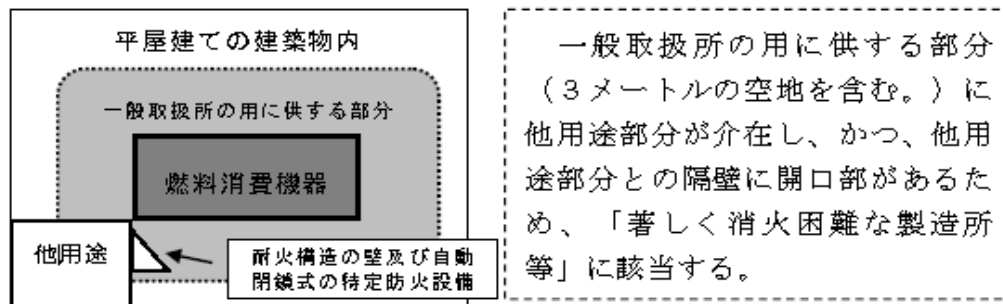 平屋建ての建築物内
一般取扱所の用に供する部分
燃料消費機器
他用途
耐火構造の壁及び自動
閉鎖式の特定防火設備
一般取扱所の用に供する部分
（３メートルの空地を含む。）に
他用途部分が介在し、かつ、他用
途部分との隔壁に開口部があるた
め、「著しく消火困難な製造所
等」に該当する。